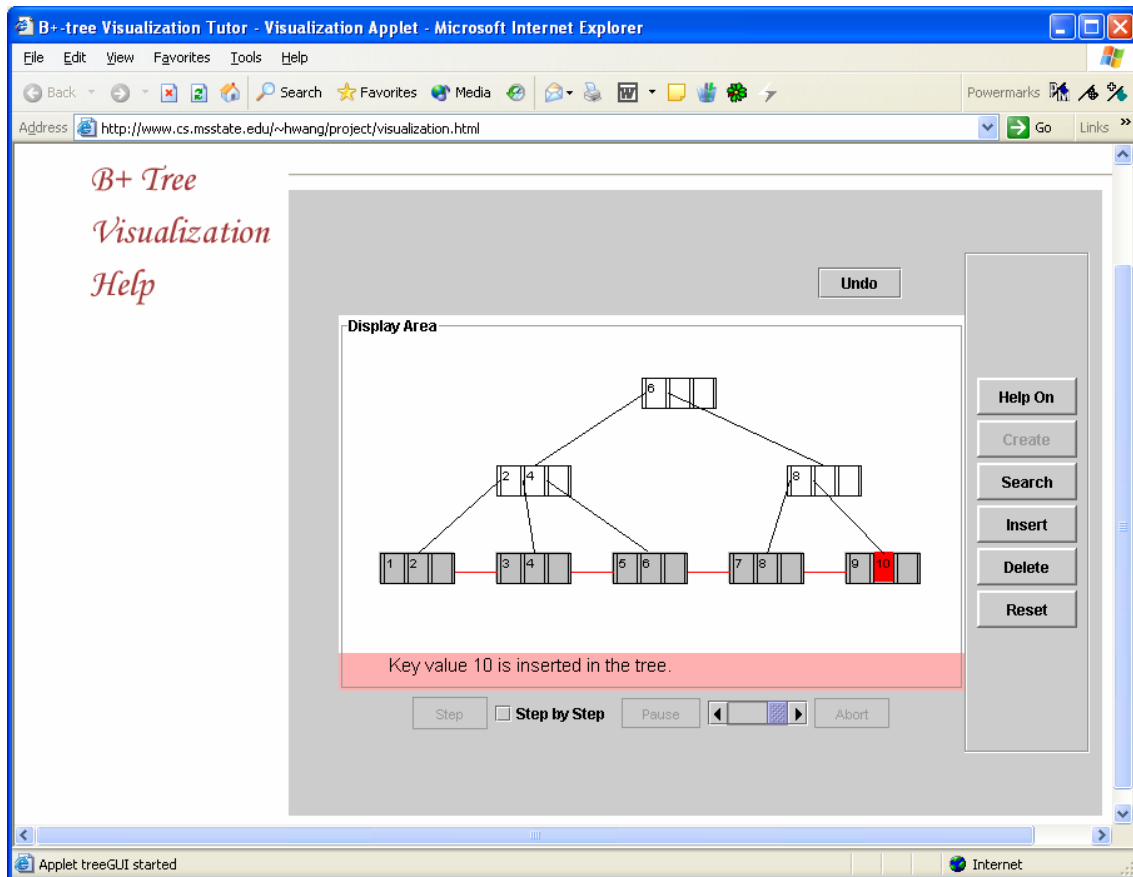 B+-tree Visualization Tutor - Visualization Applet - Microsoft Internet Explorer
File Edit View Favorites Tools Help
Back Search Favorites Media Powermarks
Address http://www.cs.msstate.edu/~hwang/project/visualization.html Go Links »
B+ Tree
Visualization
Help
Undo
Display Area
6
2 4 8
1 2 3 4 5 6 7 8 9 10
Key value 10 is inserted in the tree.
Help On
Create
Search
Insert
Delete
Reset
Step Step by Step Pause Abort
Applet treeGUI started Internet